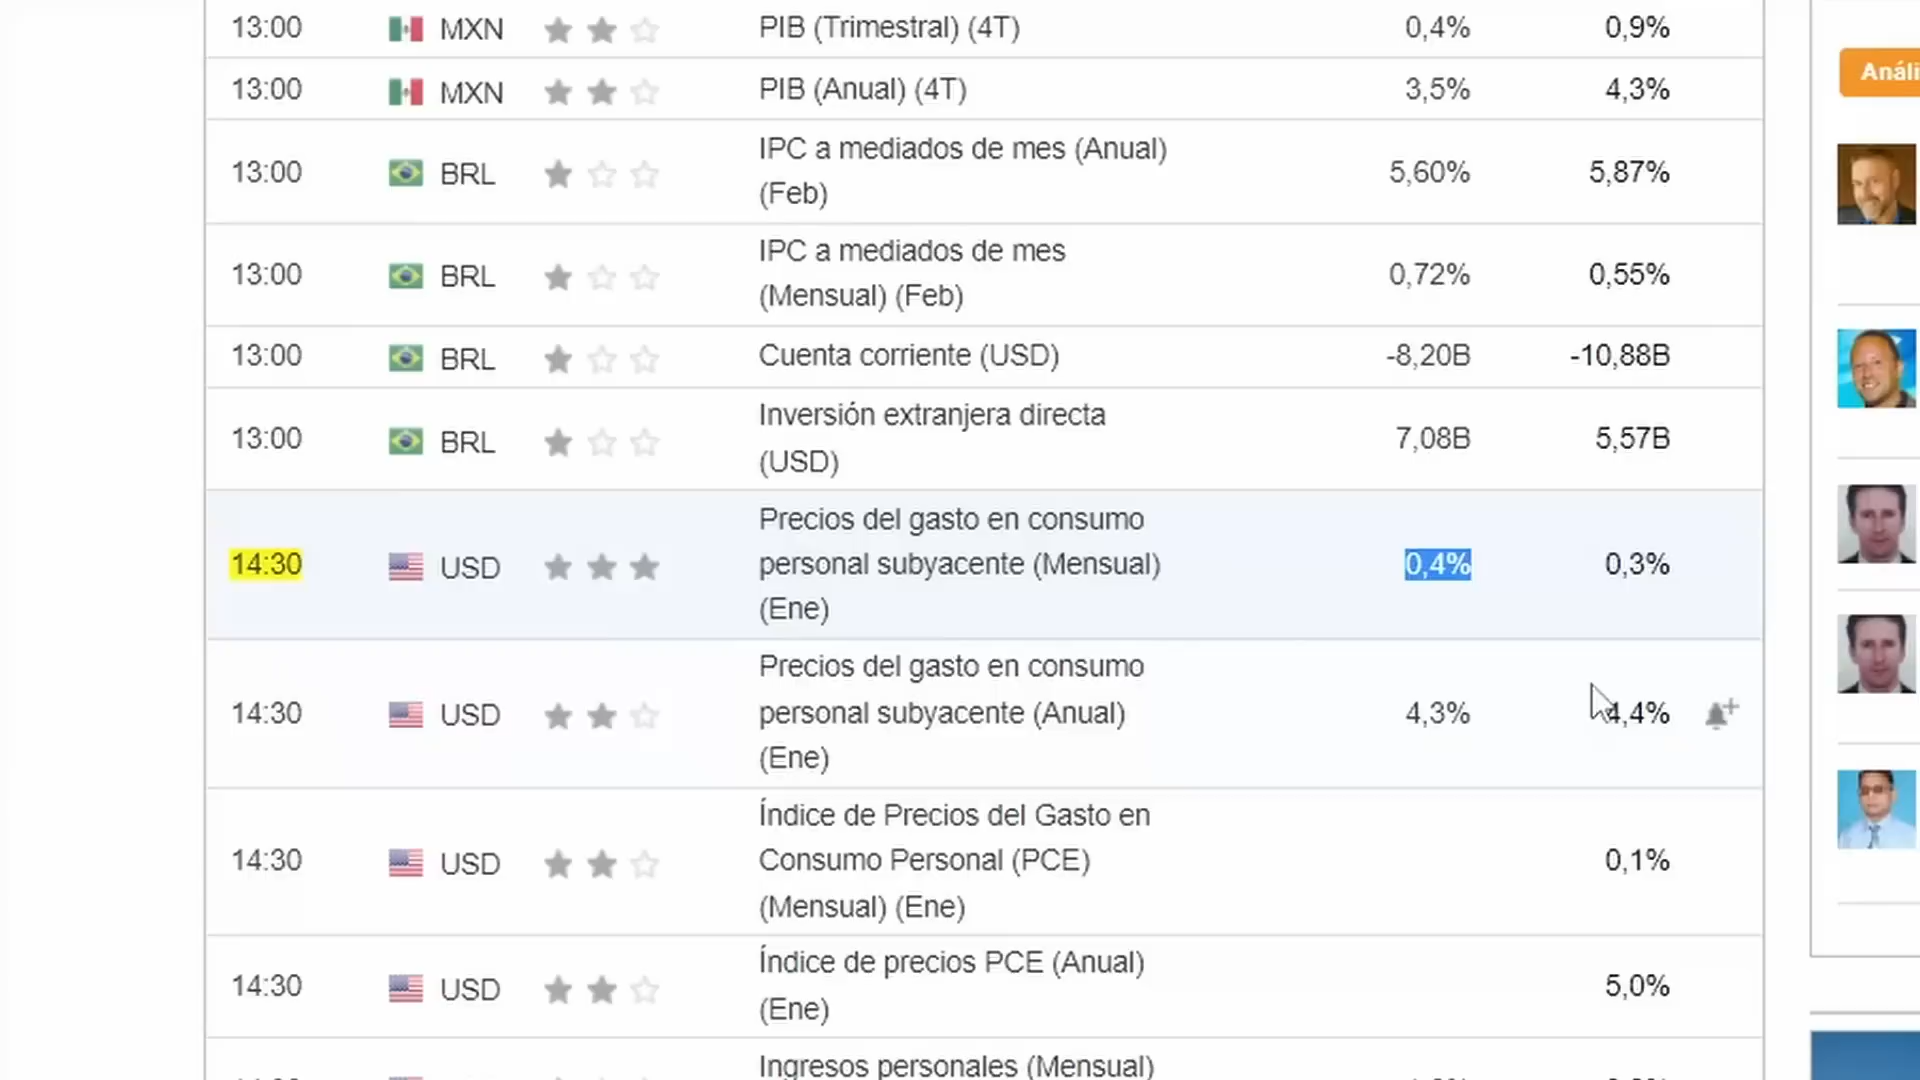 13:00 MXN PIB (Trimestral) (4T) 0,4% 0,9%
Análi
13:00 MXN PIB (Anual) (4T) 3,5% 4,3%
IPC a mediados de mes (Anual)
13:00 BRL 5,60% 5,87%
(Feb)
IPC a mediados de mes
13:00 BRL 0,72% 0,55%
(Mensual) (Feb)
13:00 BRL Cuenta corriente (USD) -8,20B -10,88B
Inversión extranjera directa
13:00 BRL 7,08B 5,57B
(USD)
Precios del gasto en consumo
14:30 USD personal subyacente (Mensual) 0,4% 0,3%
(Ene)
Precios del gasto en consumo
14:30 USD personal subyacente (Anual) 4,3% 4,4%
(Ene)
Índice de Precios del Gasto en
14:30 USD Consumo Personal (PCE) 0,1%
(Mensual) (Ene)
Índice de precios PCE (Anual)
14:30 USD 5,0%
(Ene)
Ingresos personales (Mensual)